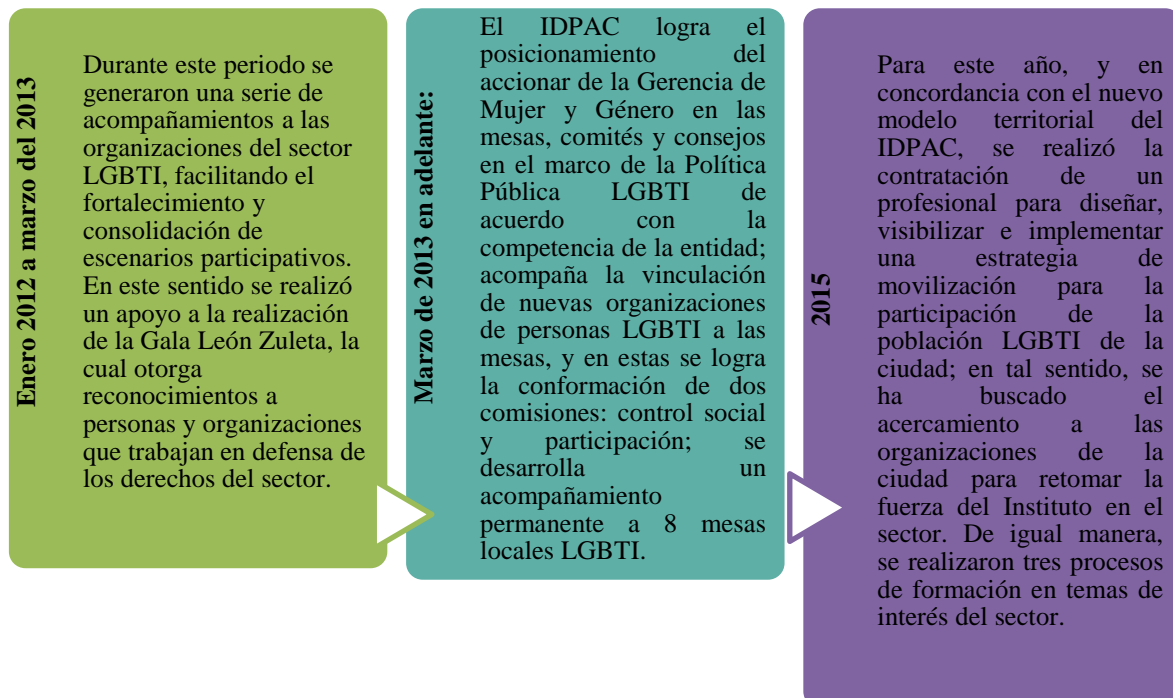 Enero 2012 a marzo del 2013
Durante este periodo se
generaron una serie de
acompañamientos a las
organizaciones del sector
LGBTI, facilitando el
fortalecimiento y
consolidación de
escenarios participativos.
En este sentido se realizó
un apoyo a la realización
de la Gala León Zuleta, la
cual otorga
reconocimientos a
personas y organizaciones
que trabajan en defensa de
los derechos del sector.
Marzo de 2013 en adelante:
El IDPAC logra el
posicionamiento del
accionar de la Gerencia de
Mujer y Género en las
mesas, comités y consejos
en el marco de la Política
Pública LGBTI de
acuerdo con la
competencia de la entidad;
acompaña la vinculación
de nuevas organizaciones
de personas LGBTI a las
mesas, y en estas se logra
la conformación de dos
comisiones: control social
y participación; se
desarrolla un
acompañamiento
permanente a 8 mesas
locales LGBTI.
2015
Para este año, y en
concordancia con el nuevo
modelo territorial del
IDPAC, se realizó la
contratación de un
profesional para diseñar,
visibilizar e implementar
una estrategia de
movilización para la
participación de la
población LGBTI de la
ciudad; en tal sentido, se
ha buscado el
acercamiento a las
organizaciones de la
ciudad para retomar la
fuerza del Instituto en el
sector. De igual manera,
se realizaron tres procesos
de formación en temas de
interés del sector.